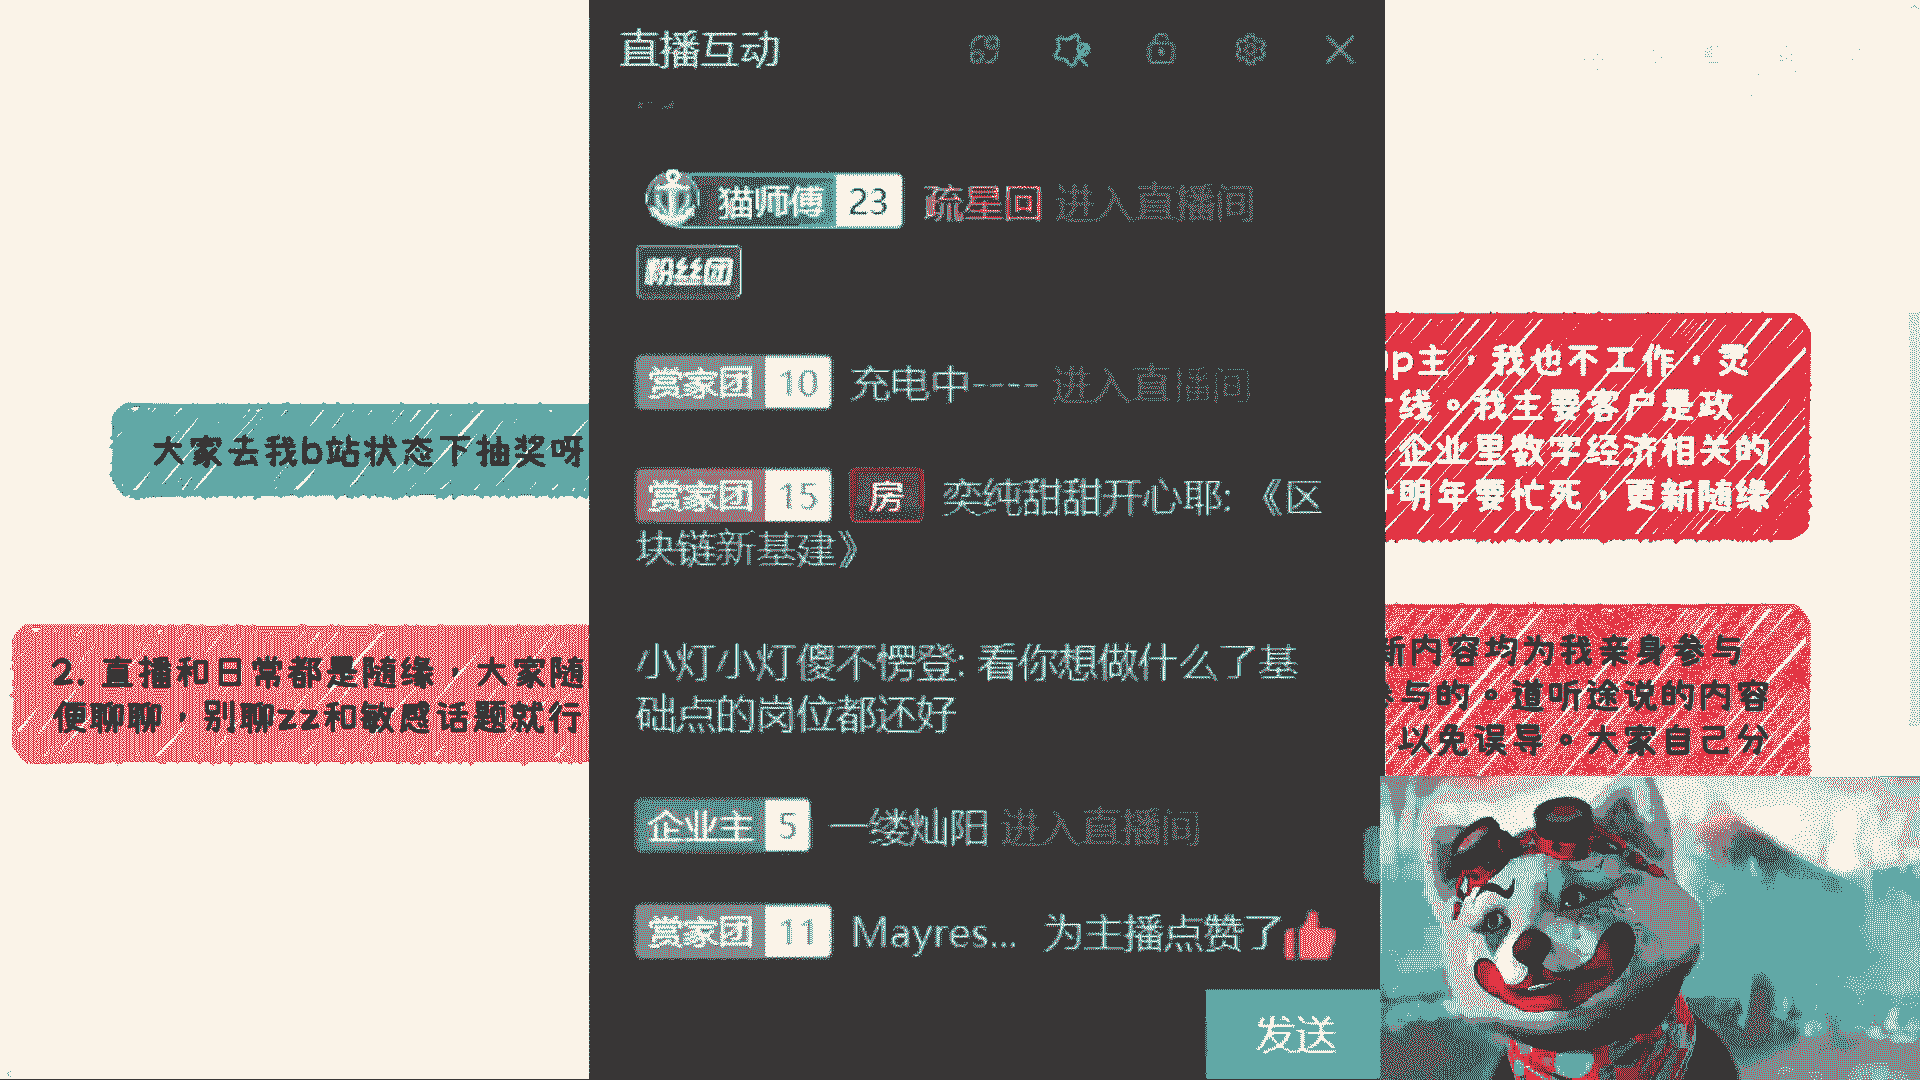 直播互动
猫师傅 23 疏星回 进入直播间
粉丝团
赏家团 10 充电中---- 进入直播间
赏家团 15 房 奕纯甜甜开心耶: 《区
块链新基建》
小灯小灯傻不愣登: 看你想做什么了基
础点的岗位都还好
企业主 5 一缕灿阳 进入直播间
赏家团 11 Mayres... 为主播点赞了
发送
大家去我b站状态下抽奖呀
2. 直播和日常都是随缘，大家随
便聊聊，别聊zz和敏感话题就行
up主，我也不工作，灵
线。我主要客户是政
企业里数字经济相关的
明年要忙死，更新随缘
新内容均为我亲身参与
参与的。道听途说的内容
以免误导。大家自己分